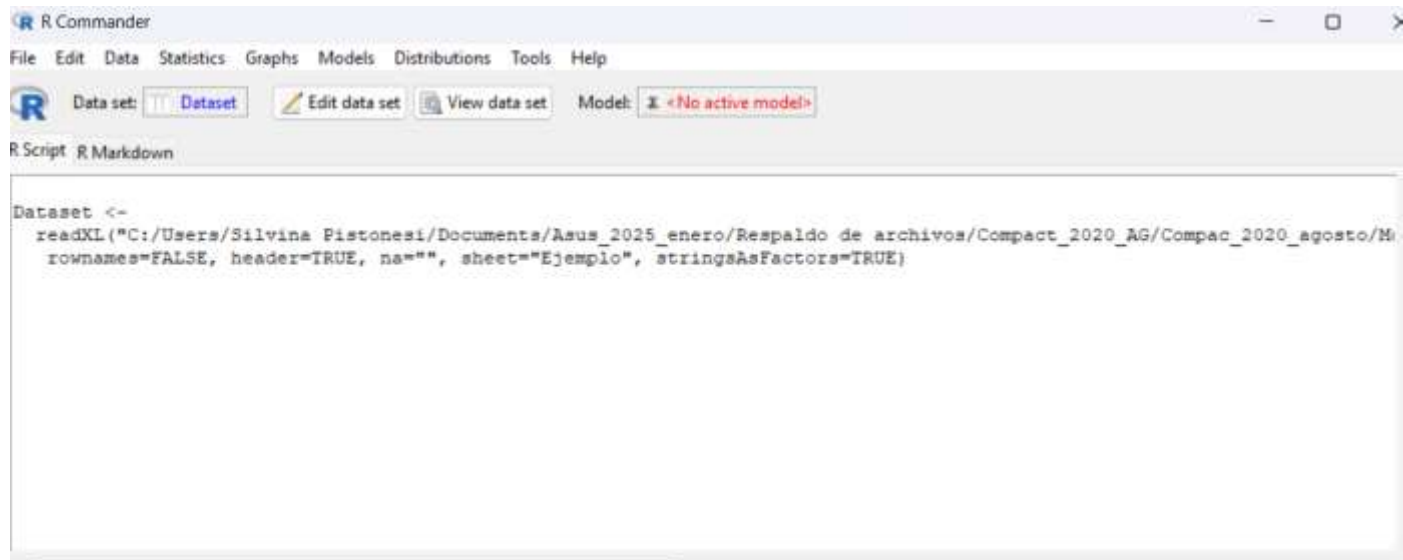 R Commander
File Edit Data Statistics Graphs Models Distributions Tools Help
R Data set: Dataset Edit data set View data set Model: Σ <No active model>
R Script R Markdown
Dataset <-
readXL("C:/Users/Silvina Pistonesi/Documents/Asus_2025_enero/Respaldo de archivos/Compact_2020_AG/Compac_2020_agosto/M
rownames=FALSE, header=TRUE, na="", sheet="Ejemplo", stringsAsFactors=TRUE)